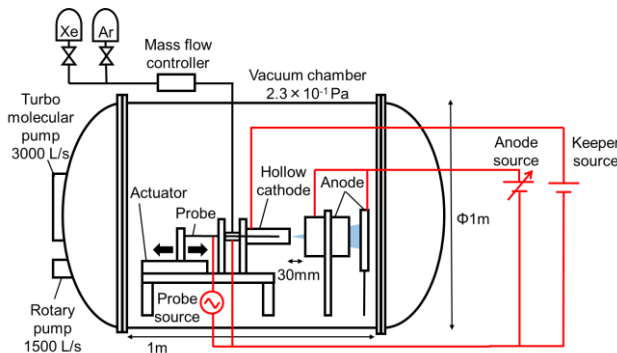 Xe
Ar
Mass flow
controller
Vacuum chamber
2.3 × 10⁻¹ Pa
Turbo
molecular
pump
3000 L/s
Anode
source
Keeper
source
Actuator
Probe
Hollow
cathode
Anode
Φ1m
30mm
Probe
source
Rotary
pump
1500 L/s
1m